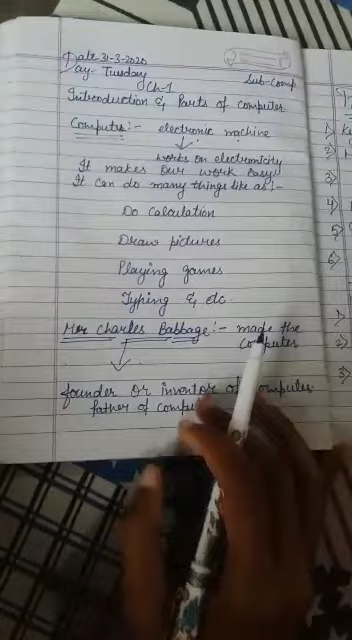 Date-31-3-2020
Day- Tuesday
Sub-Comp
Ch-1
Introduction & Parts of computer
Computer:- electronic machine
works on electronicity
It makes our work easy.
It can do many things like as:-
Do calculation
Draw pictures
Playing games
Typing & etc.
Charles Babbage:- made the
computer
founder or inventor of computer
father of